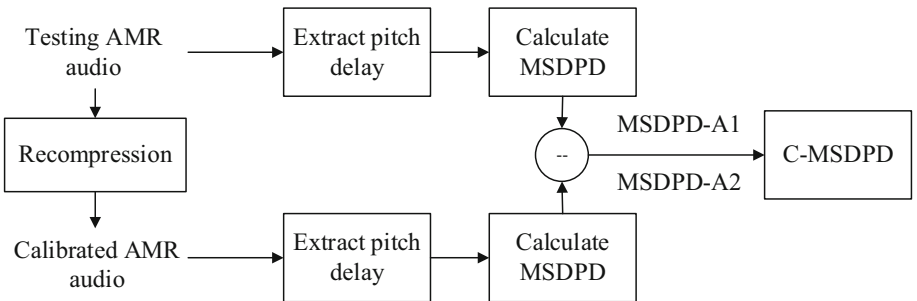 Testing AMR
audio
Extract pitch
delay
Calculate
MSDPD
Recompression
--
MSDPD-A1
MSDPD-A2
C-MSDPD
Calibrated AMR
audio
Extract pitch
delay
Calculate
MSDPD